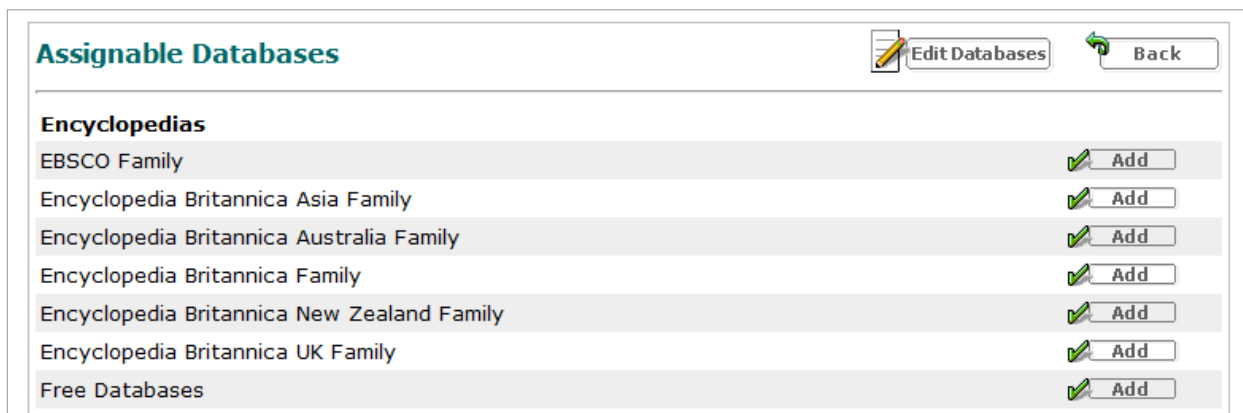 Assignable Databases Edit Databases Back
Encyclopedias
EBSCO Family Add
Encyclopedia Britannica Asia Family Add
Encyclopedia Britannica Australia Family Add
Encyclopedia Britannica Family Add
Encyclopedia Britannica New Zealand Family Add
Encyclopedia Britannica UK Family Add
Free Databases Add